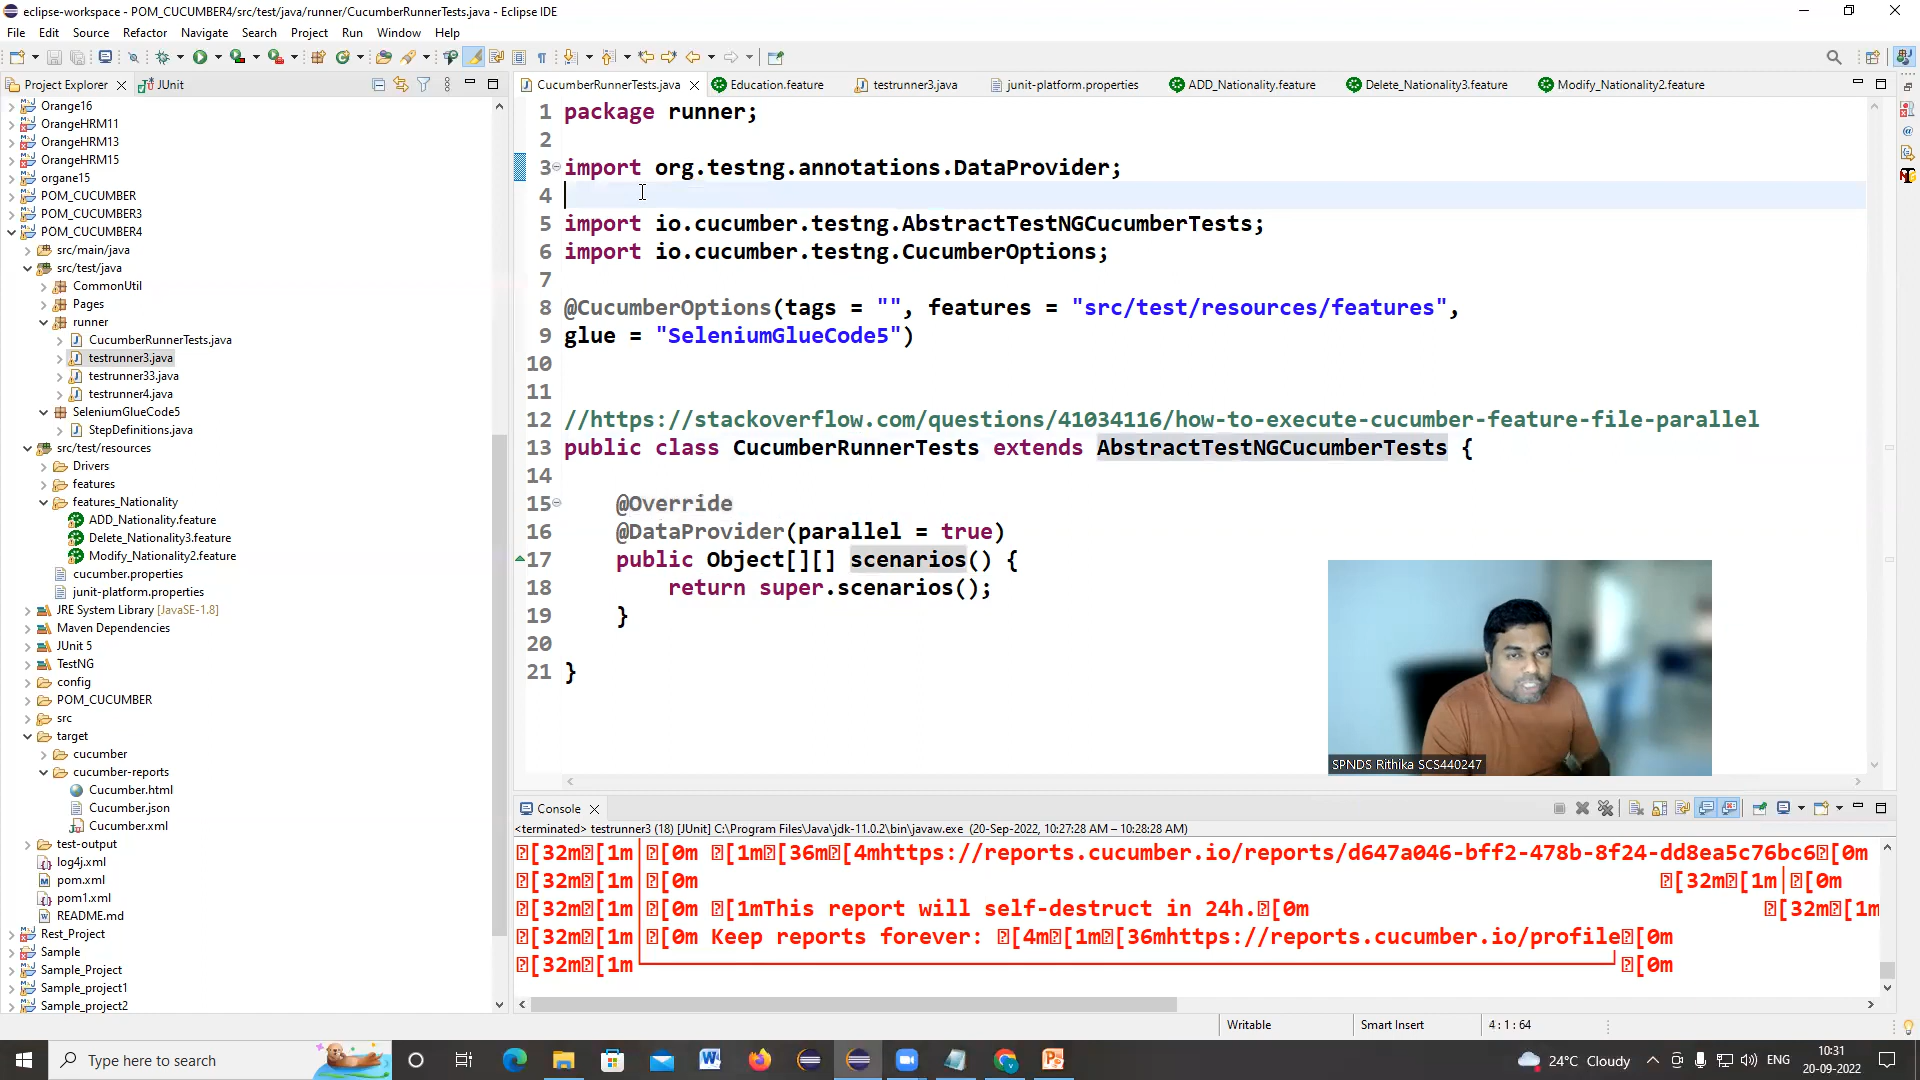 eclipse-workspace - POM_CUCUMBER4/src/test/java/runner/CucumberRunnerTests.java - Eclipse IDE
File Edit Source Refactor Navigate Search Project Run Window Help
Project Explorer JUnit
CucumberRunnerTests.java Education.feature testrunner3.java junit-platform.properties ADD_Nationality.feature Delete_Nationality3.feature Modify_Nationality2.feature
Orange16
OrangeHRM11
OrangeHRM13
OrangeHRM15
organe15
POM_CUCUMBER
POM_CUCUMBER3
POM_CUCUMBER4
src/main/java
src/test/java
CommonUtil
Pages
runner
CucumberRunnerTests.java
testrunner3.java
testrunner33.java
testrunner4.java
SeleniumGlueCode5
StepDefinitions.java
src/test/resources
Drivers
features
features_Nationality
ADD_Nationality.feature
Delete_Nationality3.feature
Modify_Nationality2.feature
cucumber.properties
junit-platform.properties
JRE System Library [JavaSE-1.8]
Maven Dependencies
JUnit 5
TestNG
config
POM_CUCUMBER
src
target
cucumber
cucumber-reports
Cucumber.html
Cucumber.json
Cucumber.xml
test-output
log4j.xml
pom.xml
pom1.xml
README.md
Rest_Project
Sample
Sample_Project
Sample_project1
Sample_project2
1 package runner;
2
3 import org.testng.annotations.DataProvider;
4
5 import io.cucumber.testng.AbstractTestNGCucumberTests;
6 import io.cucumber.testng.CucumberOptions;
7
8 @CucumberOptions(tags = "", features = "src/test/resources/features",
9 glue = "SeleniumGlueCode5")
10
11
12 //https://stackoverflow.com/questions/41034116/how-to-execute-cucumber-feature-file-parallel
13 public class CucumberRunnerTests extends AbstractTestNGCucumberTests {
14
15 @Override
16 @DataProvider(parallel = true)
17 public Object[][] scenarios() {
18 return super.scenarios();
19 }
20
21 }
SPNDS Rithika SCS440247
Console
<terminated> testrunner3 (18) [JUnit] C:\Program Files\Java\jdk-11.0.2\bin\javaw.exe (20-Sep-2022, 10:27:28 AM – 10:28:28 AM)
[32m[1m│[0m [1m[36m[4mhttps://reports.cucumber.io/reports/d647a046-bff2-478b-8f24-dd8ea5c76bc6[0m
[32m[1m│[0m [32m[1m│[0m
[32m[1m│[0m [1mThis report will self-destruct in 24h.[0m [32m[1m
[32m[1m│[0m Keep reports forever: [4m[1m[36mhttps://reports.cucumber.io/profile[0m
[32m[1m└──────────┘[0m
Writable Smart Insert 4 : 1 : 64
Type here to search
24°C Cloudy ENG 10:31
20-09-2022